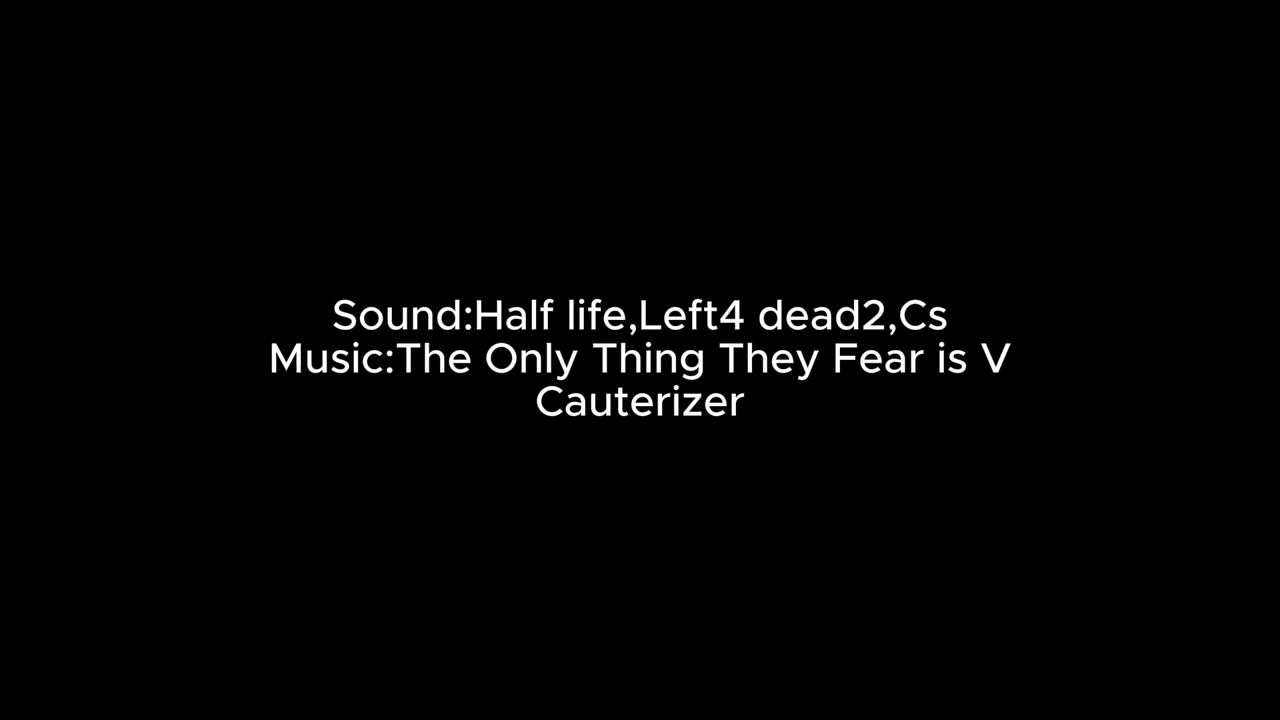 Sound:Half life,Left4 dead2,Cs
Music:The Only Thing They Fear is V
Cauterizer